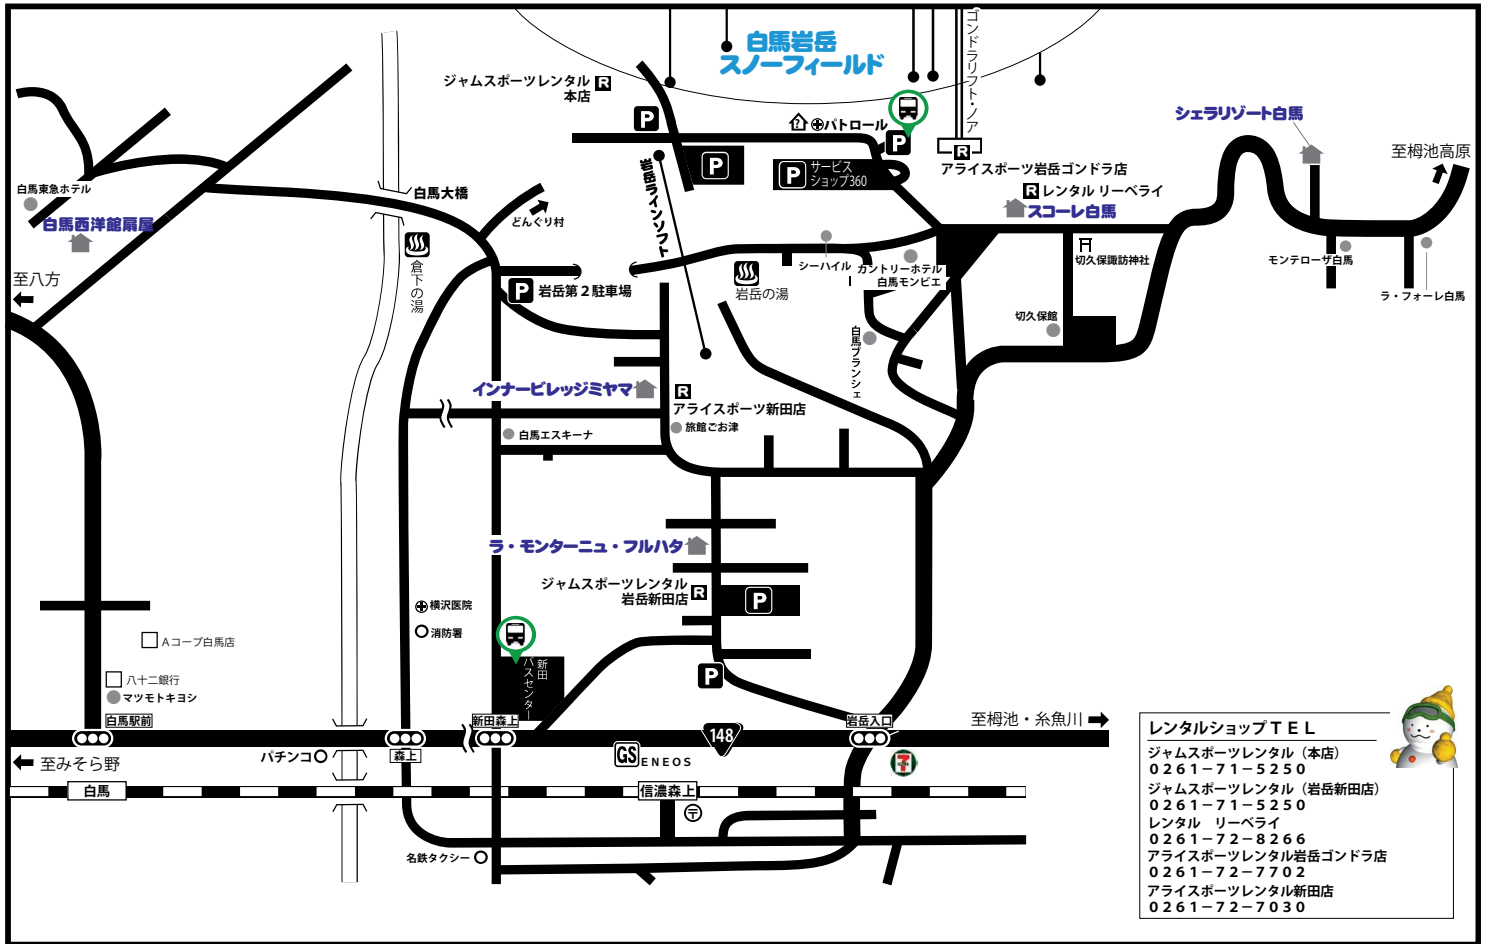 白馬岩岳
スノーフィールド
ゴンドラリフト・ノア
ジャムスポーツレンタル R
本店
P
パトロール
P
P
P サービス
ショップ360
R
アライスポーツ岩岳ゴンドラ店
R レンタル リーベライ
スコーレ白馬
シェラリゾート白馬
至栂池高原
白馬東急ホテル
白馬西洋館扇屋
至八方
白馬大橋
どんぐり村
倉下の湯
岩岳ラインソフト
P 岩岳第2駐車場
岩岳の湯
シーハイル
カントリーホテル
白馬モンビエ
切久保諏訪神社
切久保館
モンテローザ白馬
ラ・フォーレ白馬
白馬ブランシェ
インナービレッジミヤマ
R
アライスポーツ新田店
旅館ごお津
白馬エスキーナ
ラ・モンターニュ・フルハタ
ジャムスポーツレンタル
岩岳新田店 R
P
P
横沢医院
消防署
新田
バスセンター
Aコープ白馬店
八十二銀行
マツモトキヨシ
白馬駅前
新田森上
岩岳入口
至栂池・糸魚川
森上
パチンコ
GS ENEOS
148
7
至みそら野
白馬
信濃森上
〒
名鉄タクシー
レンタルショップTEL
ジャムスポーツレンタル（本店）
0261-71-5250
ジャムスポーツレンタル（岩岳新田店）
0261-71-5250
レンタル　リーベライ
0261-72-8266
アライスポーツレンタル岩岳ゴンドラ店
0261-72-7702
アライスポーツレンタル新田店
0261-72-7030